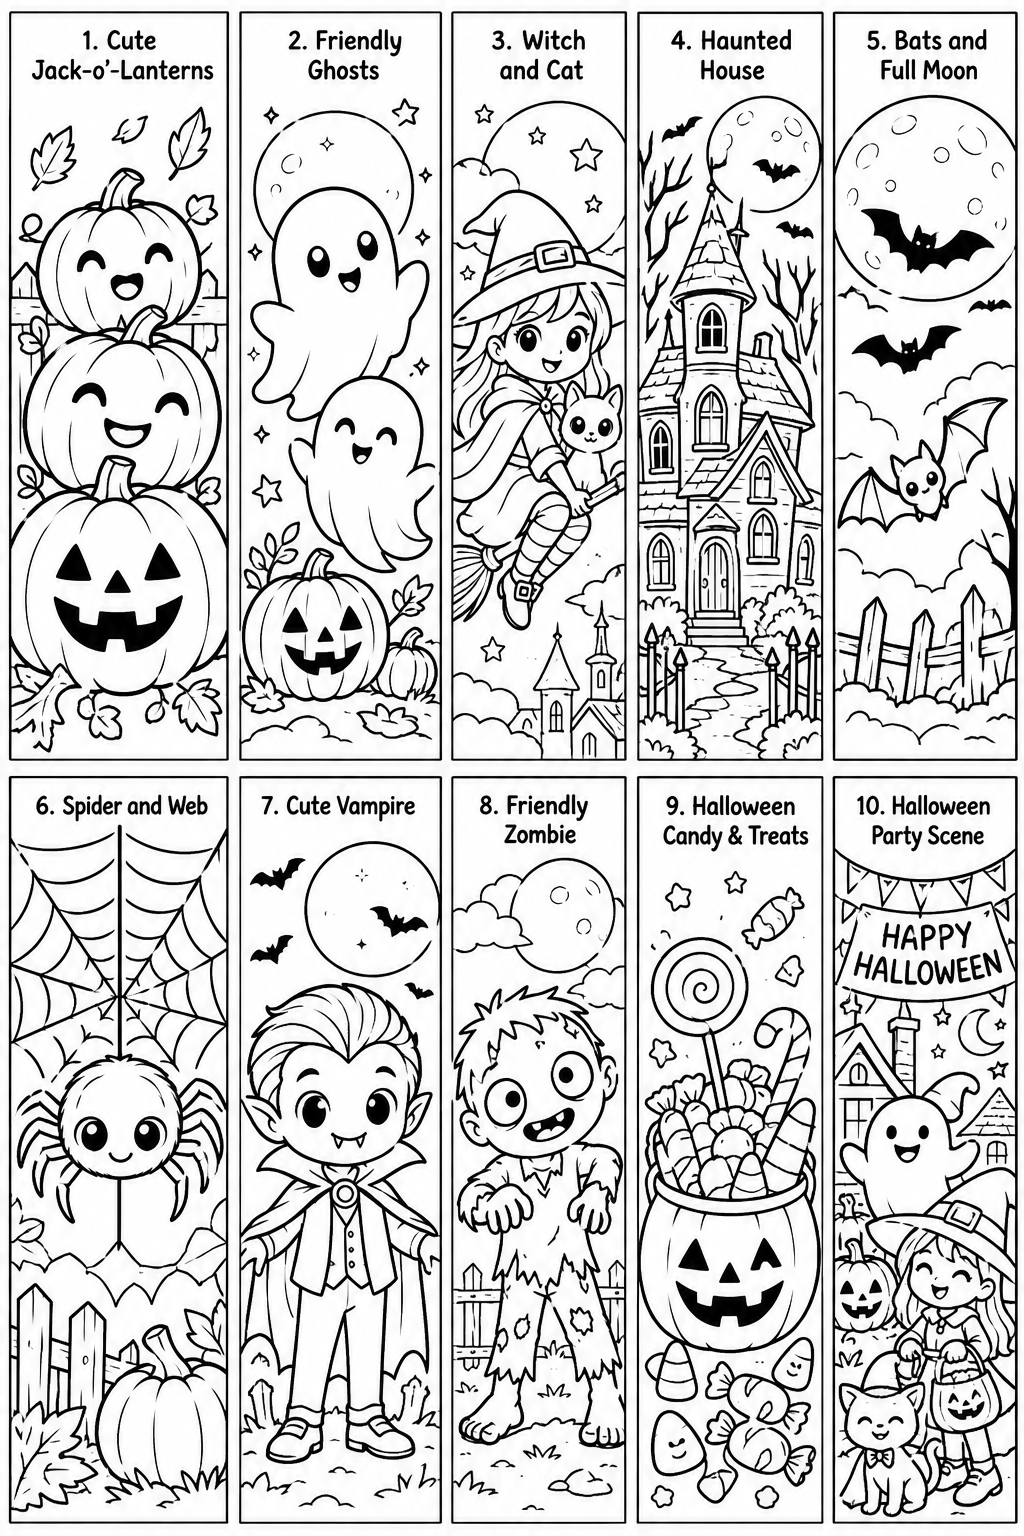 1. Cute
Jack-o'-Lanterns
2. Friendly
Ghosts
3. Witch
and Cat
4. Haunted
House
5. Bats and
Full Moon
6. Spider and Web
7. Cute Vampire
8. Friendly
Zombie
9. Halloween
Candy & Treats
10. Halloween
Party Scene
HAPPY
HALLOWEEN